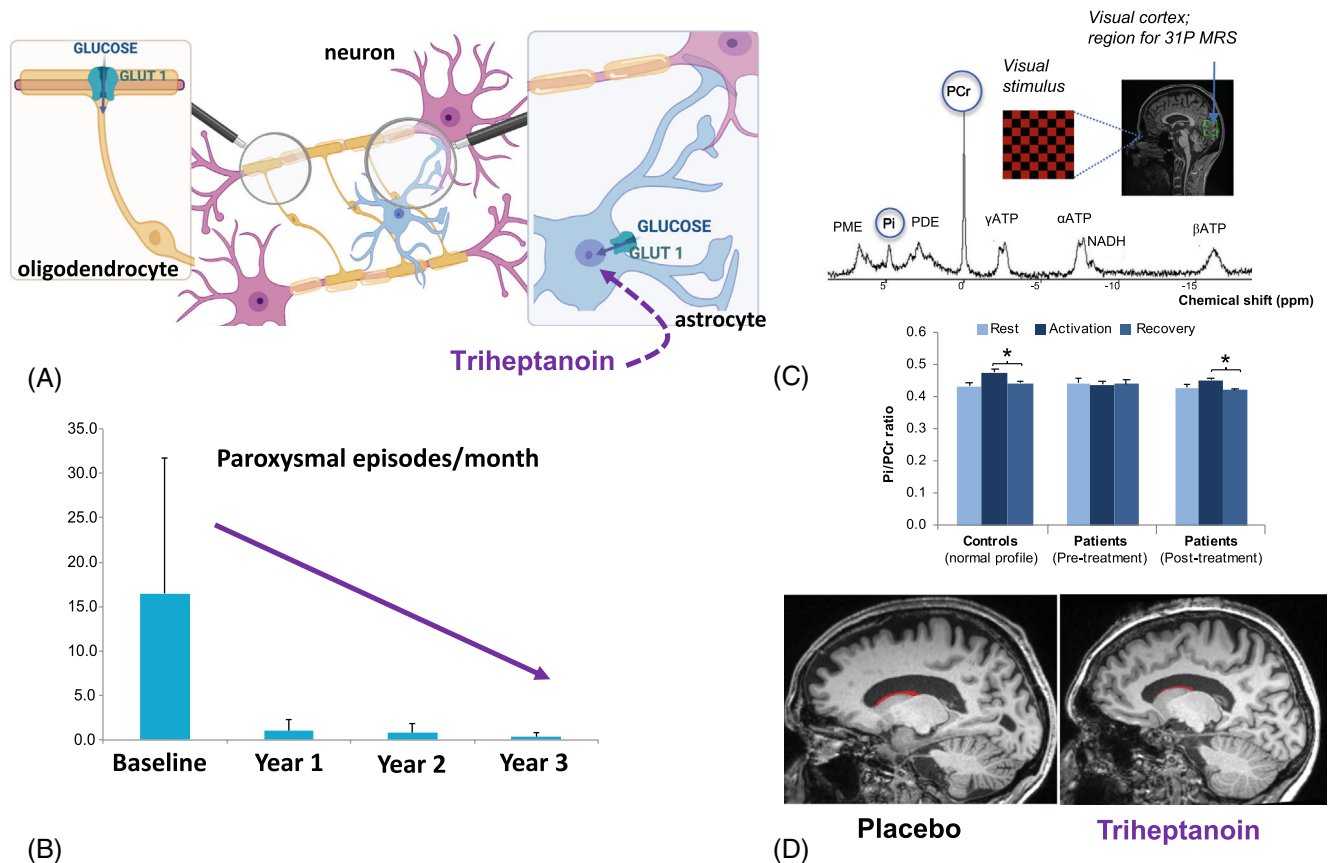 GLUCOSE
GLUT 1
oligodendrocyte
neuron
GLUCOSE
GLUT 1
astrocyte
Triheptanoin
(A)
35.0
30.0
25.0
20.0
15.0
10.0
5.0
0.0
Paroxysmal episodes/month
Baseline
Year 1
Year 2
Year 3
(B)
Visual cortex;
region for 31P MRS
Visual
stimulus
PCr
PME
Pi
PDE
γATP
αATP
NADH
βATP
5'
0'
-5'
-10
-15
Chemical shift (ppm)
Rest
Activation
Recovery
(C)
Pi/PCr ratio
0.6
0.5
0.4
0.3
0.2
0.1
0.0
*
*
Controls
(normal profile)
Patients
(Pre-treatment)
Patients
(Post-treatment)
Placebo
Triheptanoin
(D)